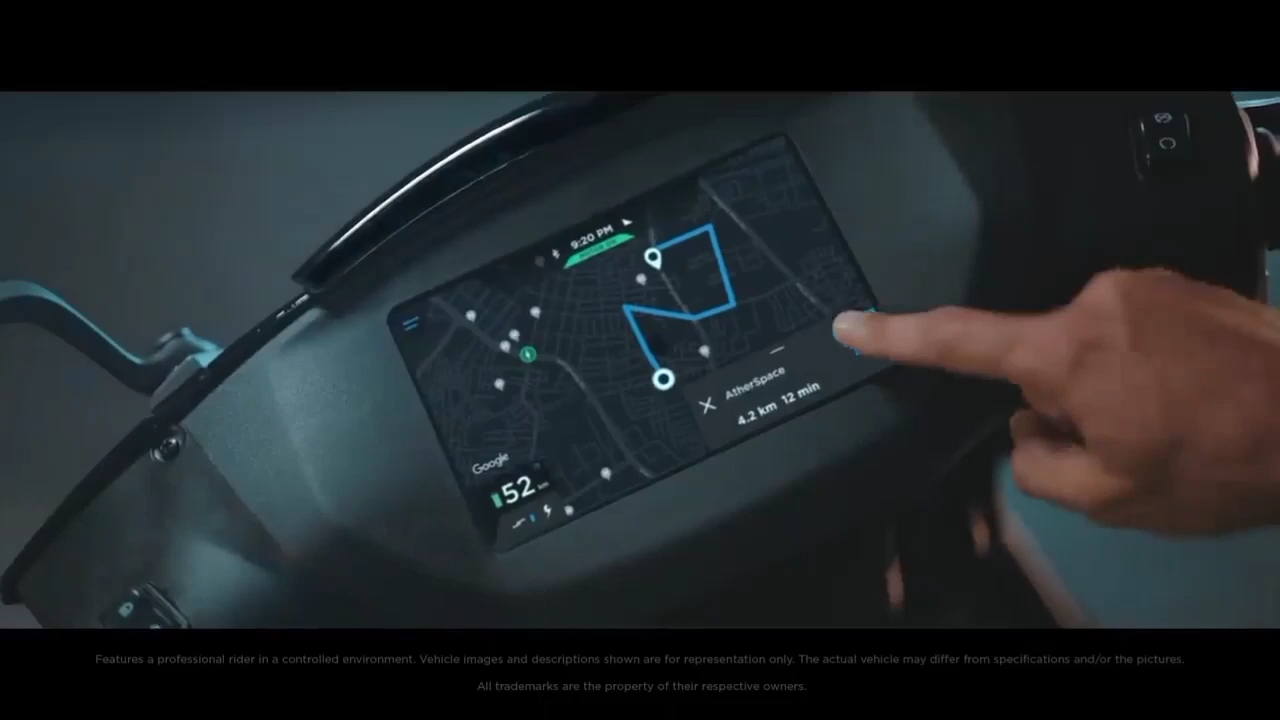 9:20 PM
AtherSpace
4.2 km 12 min
Google
52 km
Features a professional rider in a controlled environment. Vehicle images and descriptions shown are for representation only. The actual vehicle may differ from specifications and/or the pictures.
All trademarks are the property of their respective owners.